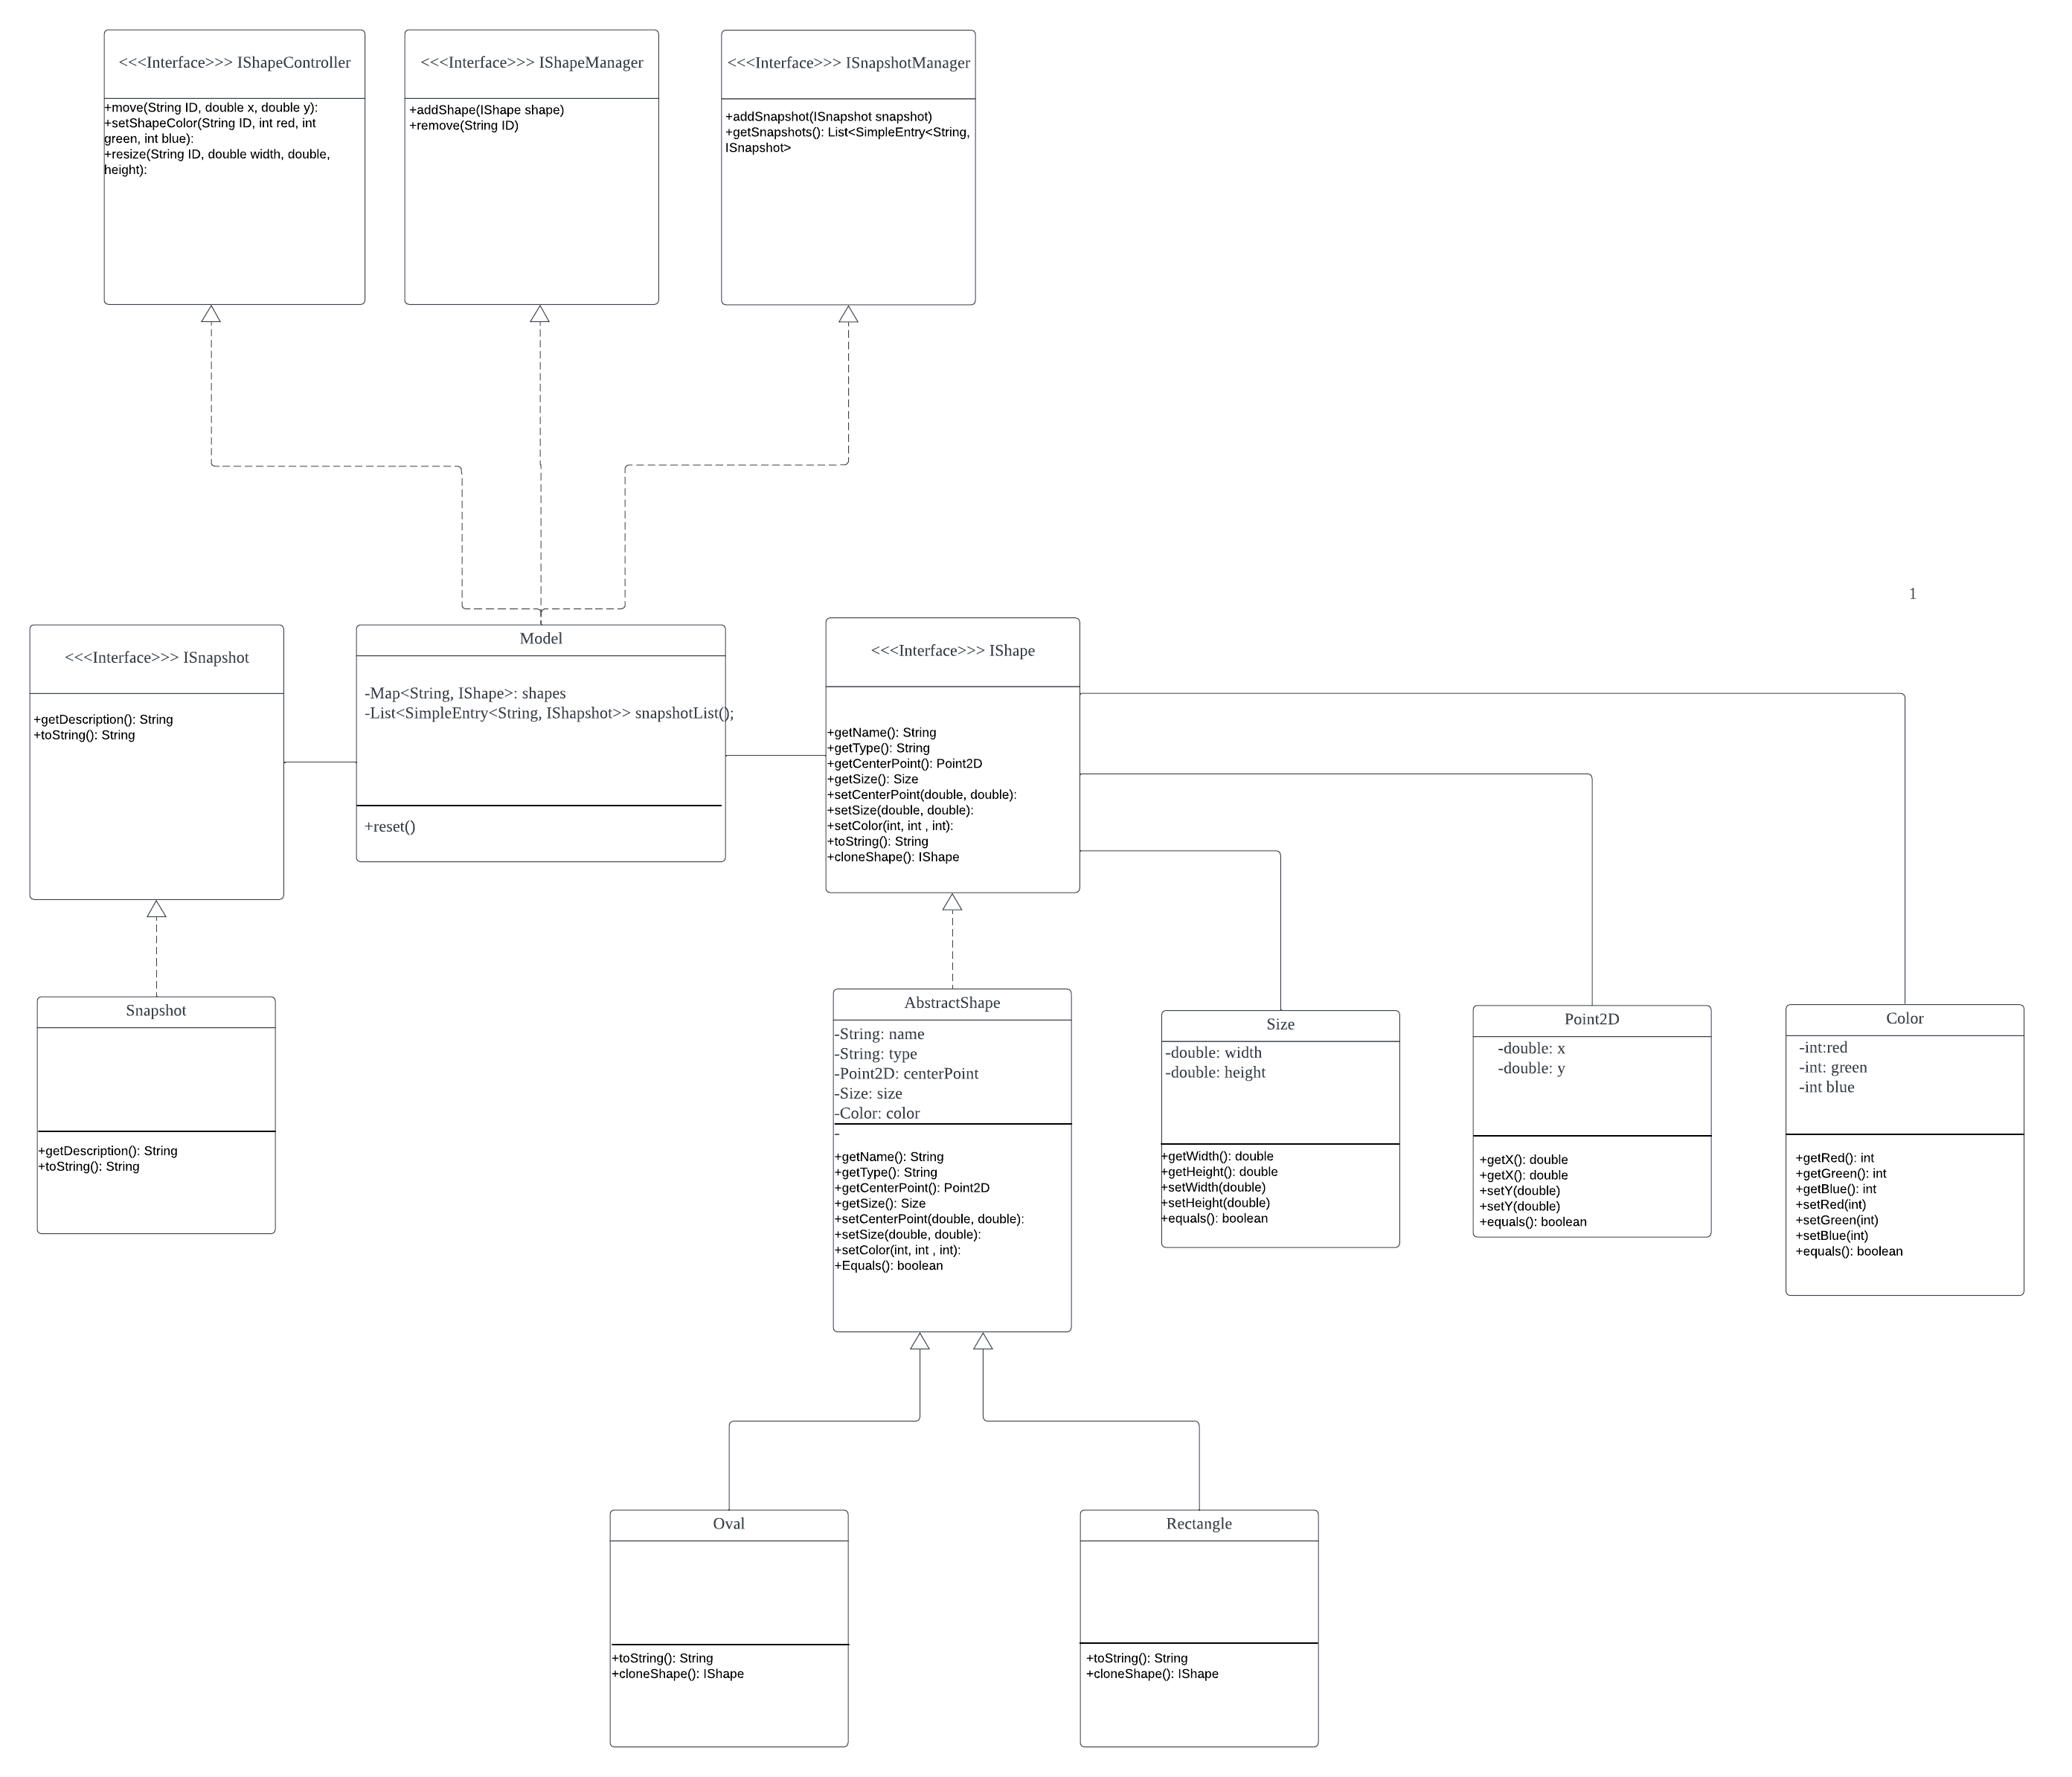 <<<Interface>>> IShapeController
+move(String ID, double x, double y):
+setShapeColor(String ID, int red, int
green, int blue):
+resize(String ID, double width, double,
height):
<<<Interface>>> IShapeManager
+addShape(IShape shape)
+remove(String ID)
<<<Interface>>> ISnapshotManager
+addSnapshot(ISnapshot snapshot)
+getSnapshots(): List<SimpleEntry<String,
ISnapshot>
1
<<<Interface>>> ISnapshot
+getDescription(): String
+toString(): String
Model
-Map<String, IShape>: shapes
-List<SimpleEntry<String, IShapshot>> snapshotList();
+reset()
<<<Interface>>> IShape
+getName(): String
+getType(): String
+getCenterPoint(): Point2D
+getSize(): Size
+setCenterPoint(double, double):
+setSize(double, double):
+setColor(int, int , int):
+toString(): String
+cloneShape(): IShape
Snapshot
+getDescription(): String
+toString(): String
AbstractShape
-String: name
-String: type
-Point2D: centerPoint
-Size: size
-Color: color
-
+getName(): String
+getType(): String
+getCenterPoint(): Point2D
+getSize(): Size
+setCenterPoint(double, double):
+setSize(double, double):
+setColor(int, int , int):
+Equals(): boolean
Size
-double: width
-double: height
+getWidth(): double
+getHeight(): double
+setWidth(double)
+setHeight(double)
+equals(): boolean
Point2D
-double: x
-double: y
+getX(): double
+getX(): double
+setY(double)
+setY(double)
+equals(): boolean
Color
-int:red
-int: green
-int blue
+getRed(): int
+getGreen(): int
+getBlue(): int
+setRed(int)
+setGreen(int)
+setBlue(int)
+equals(): boolean
Oval
+toString(): String
+cloneShape(): IShape
Rectangle
+toString(): String
+cloneShape(): IShape